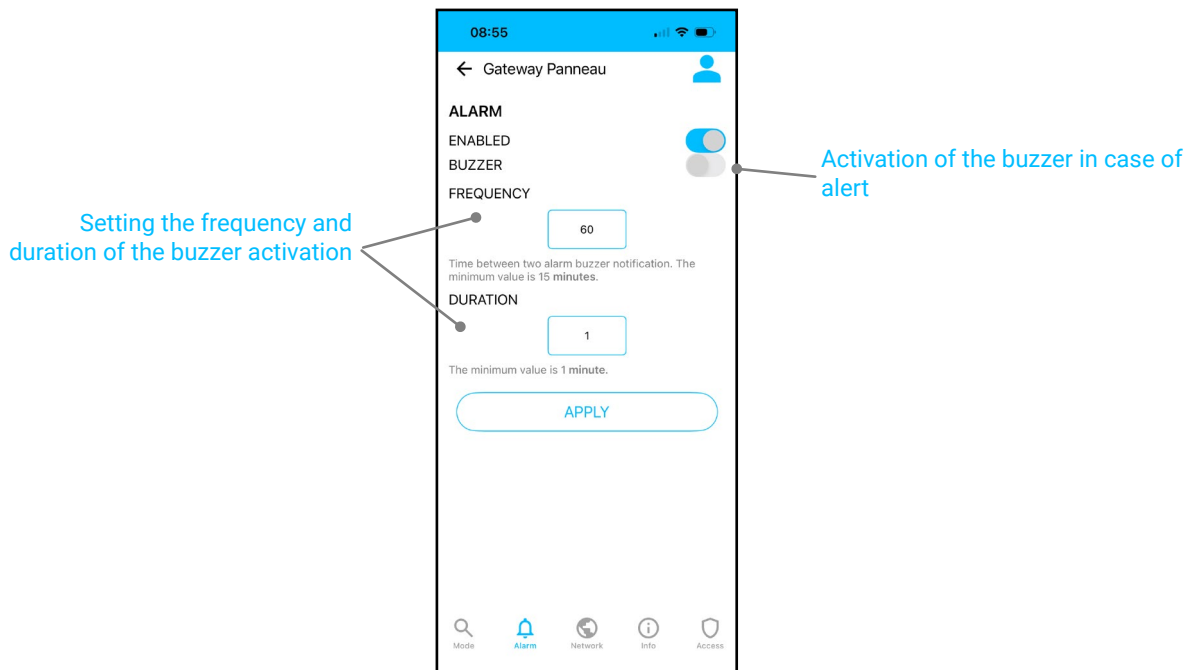 08:55
Gateway Panneau
ALARM
ENABLED
BUZZER
Activation of the buzzer in case of
alert
FREQUENCY
Setting the frequency and
duration of the buzzer activation
60
Time between two alarm buzzer notification. The
minimum value is 15 minutes.
DURATION
1
The minimum value is 1 minute.
APPLY
Mode
Alarm
Network
Info
Access